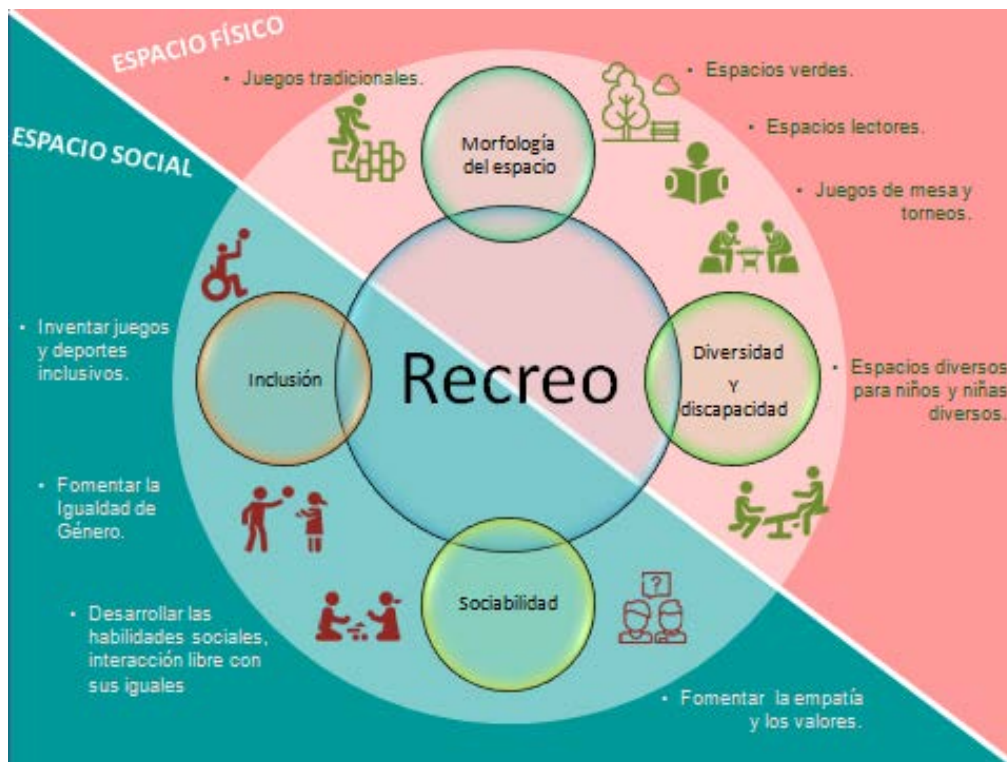 ESPACIO FÍSICO
• Juegos tradicionales.
• Espacios verdes.
• Espacios lectores.
• Juegos de mesa y
torneos.
Morfología
del espacio
ESPACIO SOCIAL
• Inventar juegos
y deportes
inclusivos.
Inclusión
Recreo
Diversidad
Y
discapacidad
• Espacios diversos
para niños y niñas
diversos.
• Fomentar la
Igualdad de
Género.
• Desarrollar las
habilidades sociales,
interacción libre con
sus iguales
Sociabilidad
?
• Fomentar la empatía
y los valores.